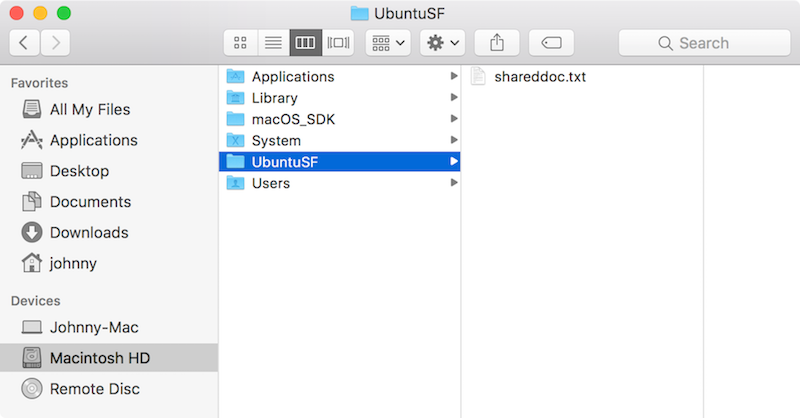 UbuntuSF
Search
Favorites
All My Files
Applications
Desktop
Documents
Downloads
johnny
Devices
Johnny-Mac
Macintosh HD
Remote Disc
Applications
Library
macOS_SDK
System
UbuntuSF
Users
shareddoc.txt